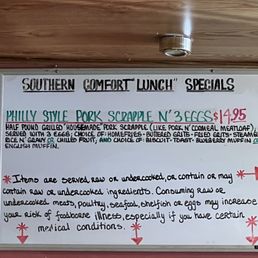 SOUTHERN COMFORT "LUNCH" SPECIALS
PHILLY STYLE PORK SCRAPPLE N' 3 EGGS $14.95
HALF POUND GRILLED "HOUSEMADE" PORK SCRAPPLE (LIKE PORK N' CORNMEAL MEATLOAF),
SERVED WITH 3 EGGS; CHOICE OF: HOMEFRIES - BUTTERED GRITS - FRIED GRITS - STEAMED
RICE N' GRAVY OR CHILLED FRUIT, AND CHOICE OF: BISCUIT - TOAST - BLUEBERRY MUFFIN OR
ENGLISH MUFFIN.
*Items are served raw or undercooked, or contain or may
contain raw or undercooked ingredients. Consuming raw or
undercooked meats, poultry, seafood, shellfish or eggs may increase
your risk of foodborne illness, especially if you have certain
medical conditions.